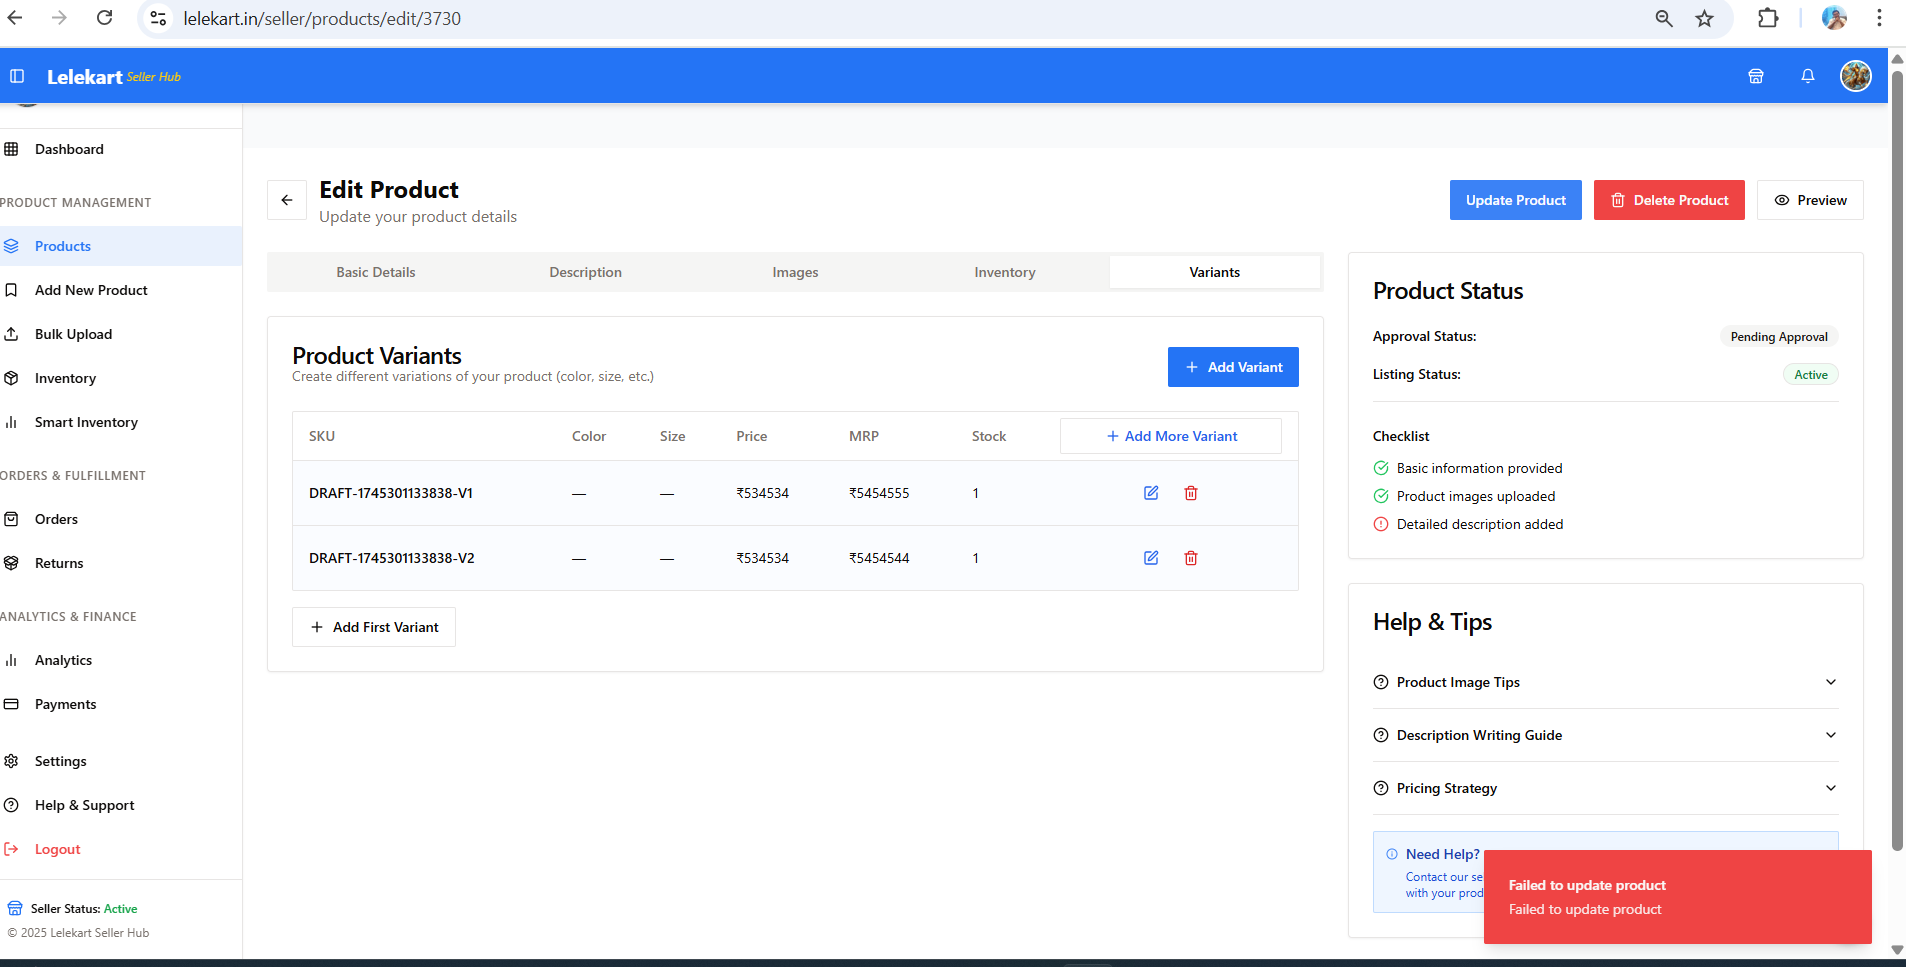 lelekart.in/seller/products/edit/3730
Lelekart Seller Hub
Dashboard
PRODUCT MANAGEMENT
Products
Add New Product
Bulk Upload
Inventory
Smart Inventory
ORDERS & FULFILLMENT
Orders
Returns
ANALYTICS & FINANCE
Analytics
Payments
Settings
Help & Support
Logout
Seller Status: Active
© 2025 Lelekart Seller Hub
Edit Product
Update your product details
Update Product
Delete Product
Preview
Basic Details
Description
Images
Inventory
Variants
Product Variants
Create different variations of your product (color, size, etc.)
Add Variant
SKU Color Size Price MRP Stock Add More Variant
DRAFT-1745301133838-V1 — — ₹534534 ₹5454555 1
DRAFT-1745301133838-V2 — — ₹534534 ₹5454544 1
Add First Variant
Product Status
Approval Status: Pending Approval
Listing Status: Active
Checklist
Basic information provided
Product images uploaded
Detailed description added
Help & Tips
Product Image Tips
Description Writing Guide
Pricing Strategy
Need Help?
Contact our se
with your prod
Failed to update product
Failed to update product